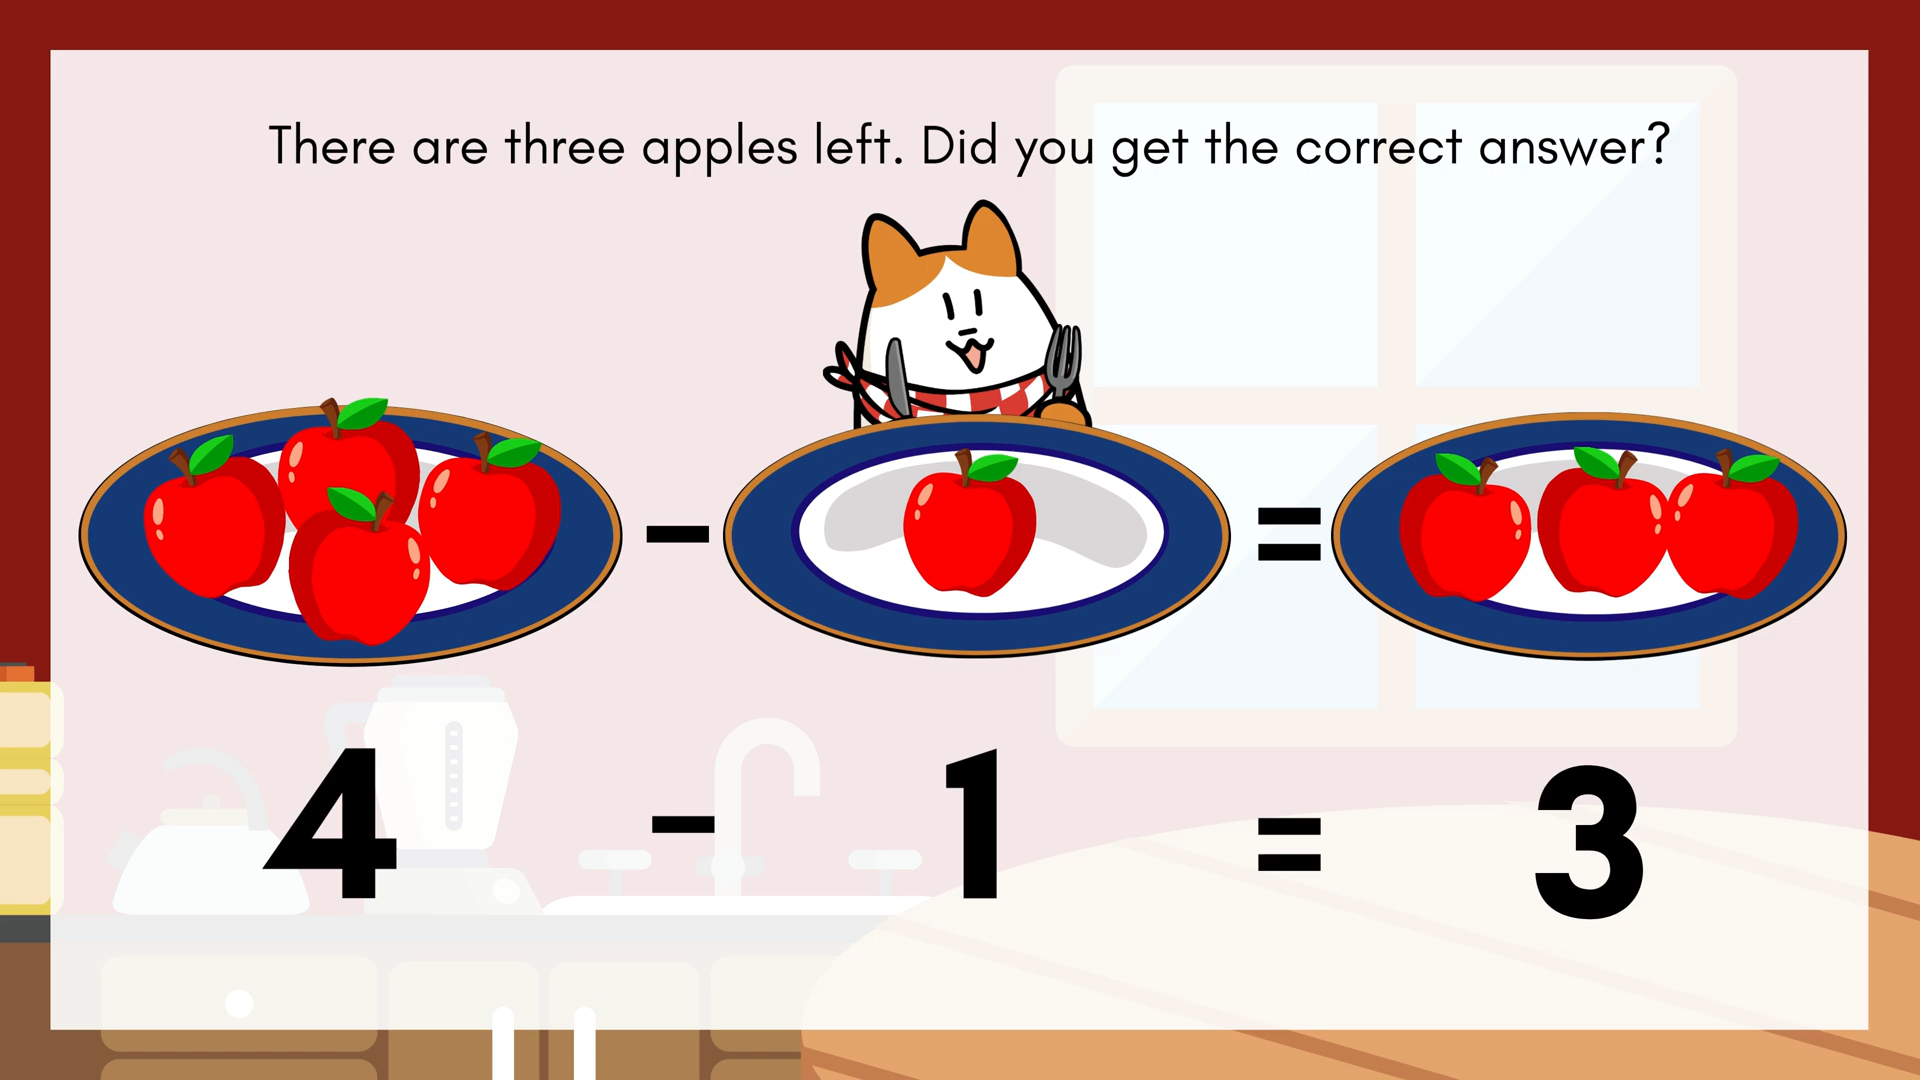 There are three apples left. Did you get the correct answer?
- =
4 - 1 = 3